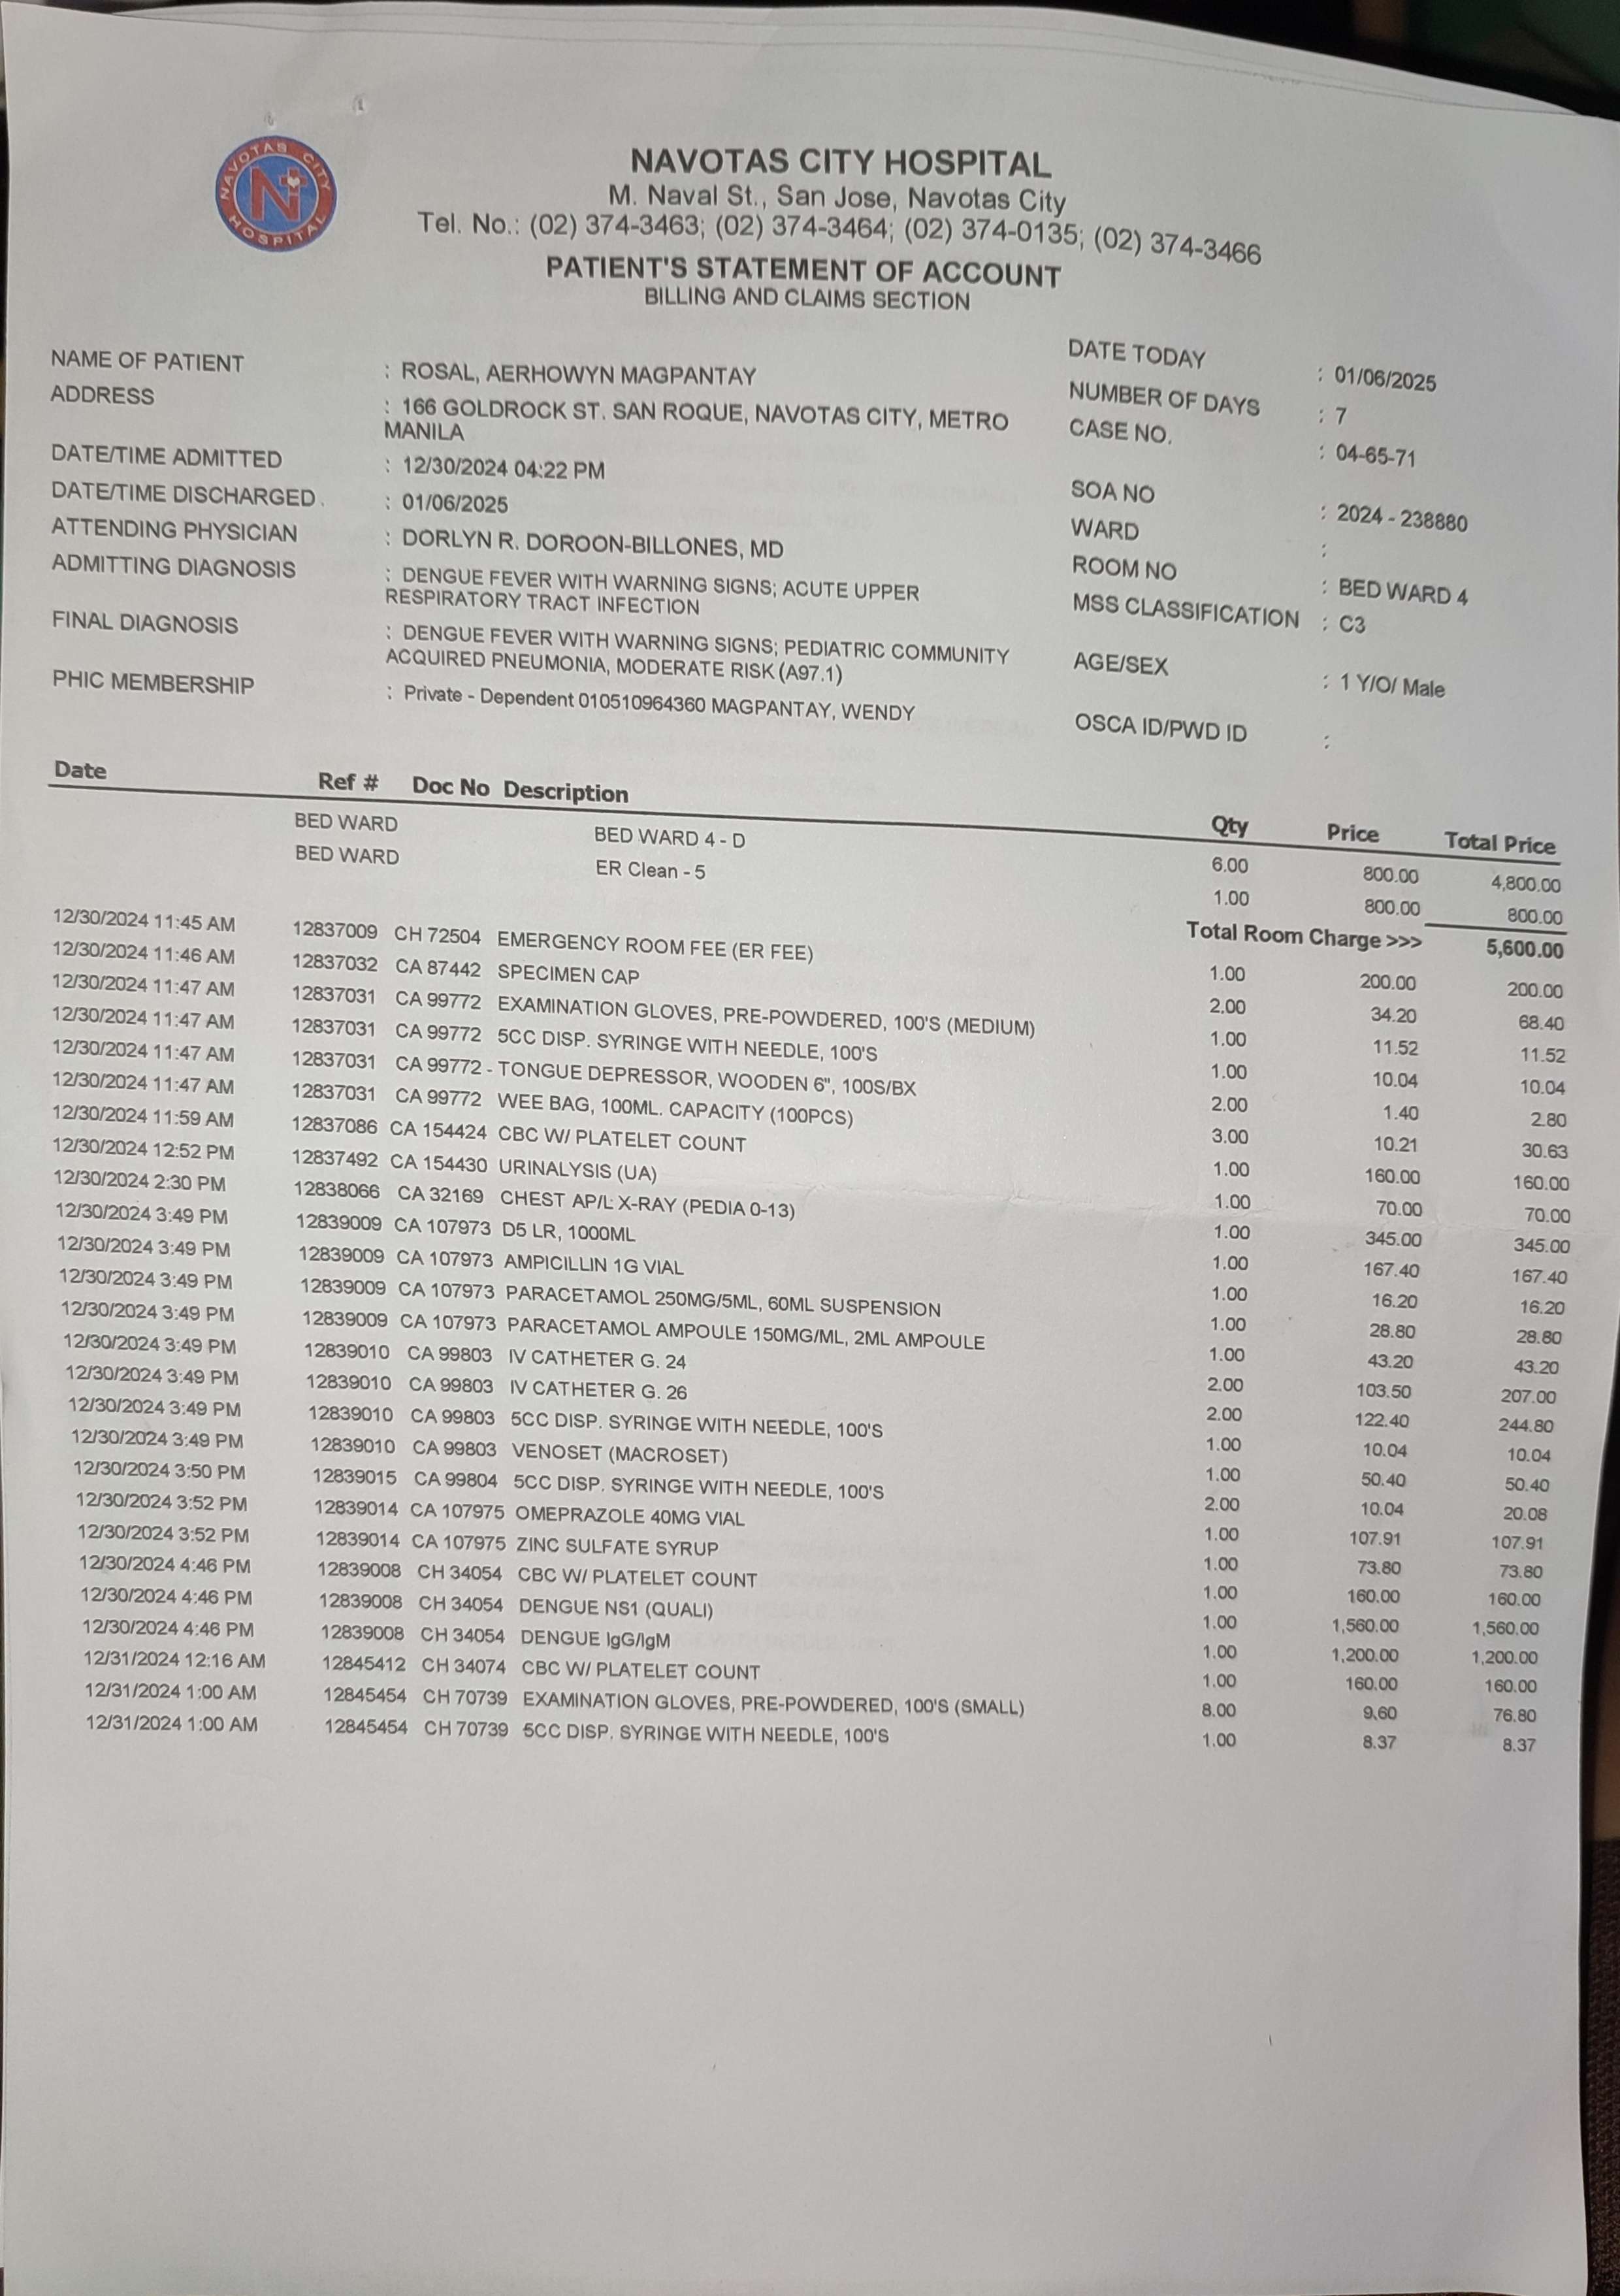 NAVOTAS CITY HOSPITAL
NAVOTAS CITY HOSPITAL
M. Naval St., San Jose, Navotas City
Tel. No.: (02) 374-3463; (02) 374-3464; (02) 374-0135; (02) 374-3466
PATIENT'S STATEMENT OF ACCOUNT
BILLING AND CLAIMS SECTION
NAME OF PATIENT : ROSAL, AERHOWYN MAGPANTAY
ADDRESS : 166 GOLDROCK ST. SAN ROQUE, NAVOTAS CITY, METRO
MANILA
DATE/TIME ADMITTED : 12/30/2024 04:22 PM
DATE/TIME DISCHARGED : 01/06/2025
ATTENDING PHYSICIAN : DORLYN R. DOROON-BILLONES, MD
ADMITTING DIAGNOSIS : DENGUE FEVER WITH WARNING SIGNS; ACUTE UPPER
RESPIRATORY TRACT INFECTION
FINAL DIAGNOSIS : DENGUE FEVER WITH WARNING SIGNS; PEDIATRIC COMMUNITY
ACQUIRED PNEUMONIA, MODERATE RISK (A97.1)
PHIC MEMBERSHIP : Private - Dependent 010510964360 MAGPANTAY, WENDY
DATE TODAY : 01/06/2025
NUMBER OF DAYS : 7
CASE NO. : 04-65-71
SOA NO : 2024 - 238880
WARD :
ROOM NO : BED WARD 4
MSS CLASSIFICATION : C3
AGE/SEX : 1 Y/O/ Male
OSCA ID/PWD ID :
Date Ref # Doc No Description Qty Price Total Price
BED WARD BED WARD 4 - D 6.00 800.00 4,800.00
BED WARD ER Clean - 5 1.00 800.00 800.00
Total Room Charge >>> 5,600.00
12/30/2024 11:45 AM 12837009 CH 72504 EMERGENCY ROOM FEE (ER FEE) 1.00 200.00 200.00
12/30/2024 11:46 AM 12837032 CA 87442 SPECIMEN CAP 2.00 34.20 68.40
12/30/2024 11:47 AM 12837031 CA 99772 EXAMINATION GLOVES, PRE-POWDERED, 100'S (MEDIUM) 1.00 11.52 11.52
12/30/2024 11:47 AM 12837031 CA 99772 5CC DISP. SYRINGE WITH NEEDLE, 100'S 1.00 10.04 10.04
12/30/2024 11:47 AM 12837031 CA 99772 - TONGUE DEPRESSOR, WOODEN 6", 100S/BX 2.00 1.40 2.80
12/30/2024 11:47 AM 12837031 CA 99772 WEE BAG, 100ML. CAPACITY (100PCS) 3.00 10.21 30.63
12/30/2024 11:59 AM 12837086 CA 154424 CBC W/ PLATELET COUNT 1.00 160.00 160.00
12/30/2024 12:52 PM 12837492 CA 154430 URINALYSIS (UA) 1.00 70.00 70.00
12/30/2024 2:30 PM 12838066 CA 32169 CHEST AP/L X-RAY (PEDIA 0-13) 1.00 345.00 345.00
12/30/2024 3:49 PM 12839009 CA 107973 D5 LR, 1000ML 1.00 167.40 167.40
12/30/2024 3:49 PM 12839009 CA 107973 AMPICILLIN 1G VIAL 1.00 16.20 16.20
12/30/2024 3:49 PM 12839009 CA 107973 PARACETAMOL 250MG/5ML, 60ML SUSPENSION 1.00 28.80 28.80
12/30/2024 3:49 PM 12839009 CA 107973 PARACETAMOL AMPOULE 150MG/ML, 2ML AMPOULE 1.00 43.20 43.20
12/30/2024 3:49 PM 12839010 CA 99803 IV CATHETER G. 24 2.00 103.50 207.00
12/30/2024 3:49 PM 12839010 CA 99803 IV CATHETER G. 26 2.00 122.40 244.80
12/30/2024 3:49 PM 12839010 CA 99803 5CC DISP. SYRINGE WITH NEEDLE, 100'S 1.00 10.04 10.04
12/30/2024 3:49 PM 12839010 CA 99803 VENOSET (MACROSET) 1.00 50.40 50.40
12/30/2024 3:50 PM 12839015 CA 99804 5CC DISP. SYRINGE WITH NEEDLE, 100'S 2.00 10.04 20.08
12/30/2024 3:52 PM 12839014 CA 107975 OMEPRAZOLE 40MG VIAL 1.00 107.91 107.91
12/30/2024 3:52 PM 12839014 CA 107975 ZINC SULFATE SYRUP 1.00 73.80 73.80
12/30/2024 4:46 PM 12839008 CH 34054 CBC W/ PLATELET COUNT 1.00 160.00 160.00
12/30/2024 4:46 PM 12839008 CH 34054 DENGUE NS1 (QUALI) 1.00 1,560.00 1,560.00
12/30/2024 4:46 PM 12839008 CH 34054 DENGUE IgG/IgM 1.00 1,200.00 1,200.00
12/31/2024 12:16 AM 12845412 CH 34074 CBC W/ PLATELET COUNT 1.00 160.00 160.00
12/31/2024 1:00 AM 12845454 CH 70739 EXAMINATION GLOVES, PRE-POWDERED, 100'S (SMALL) 8.00 9.60 76.80
12/31/2024 1:00 AM 12845454 CH 70739 5CC DISP. SYRINGE WITH NEEDLE, 100'S 1.00 8.37 8.37